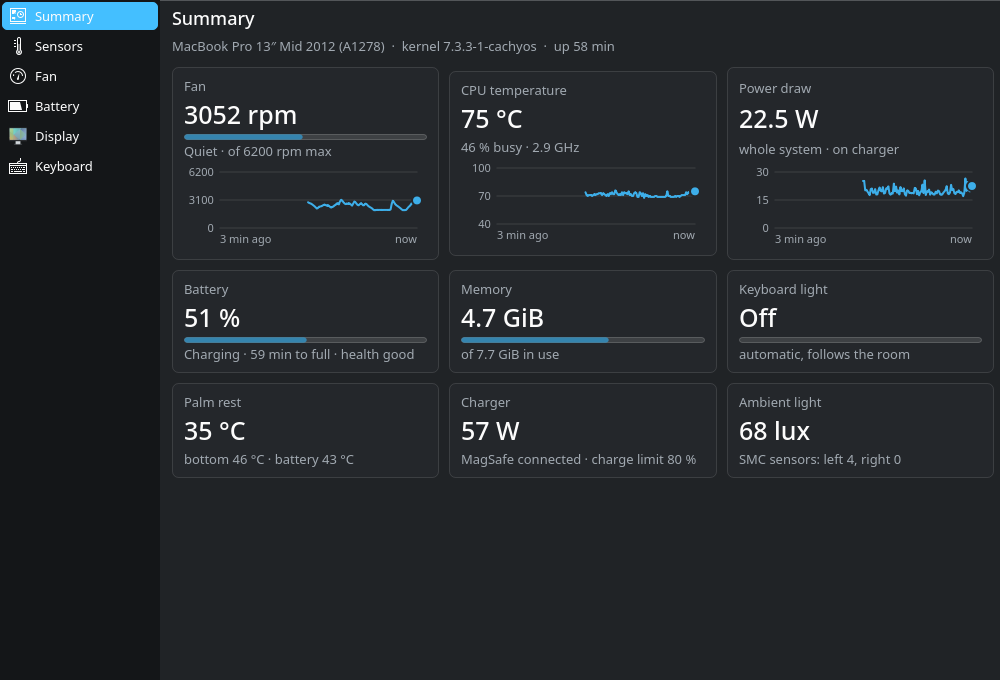 Summary
Sensors
Fan
Battery
Display
Keyboard
Summary
MacBook Pro 13″ Mid 2012 (A1278) · kernel 7.3.3-1-cachyos · up 58 min
Fan
3052 rpm
Quiet · of 6200 rpm max
6200
3100
0
3 min ago now
CPU temperature
75 °C
46 % busy · 2.9 GHz
100
70
40
3 min ago now
Power draw
22.5 W
whole system · on charger
30
15
0
3 min ago now
Battery
51 %
Charging · 59 min to full · health good
Memory
4.7 GiB
of 7.7 GiB in use
Keyboard light
Off
automatic, follows the room
Palm rest
35 °C
bottom 46 °C · battery 43 °C
Charger
57 W
MagSafe connected · charge limit 80 %
Ambient light
68 lux
SMC sensors: left 4, right 0